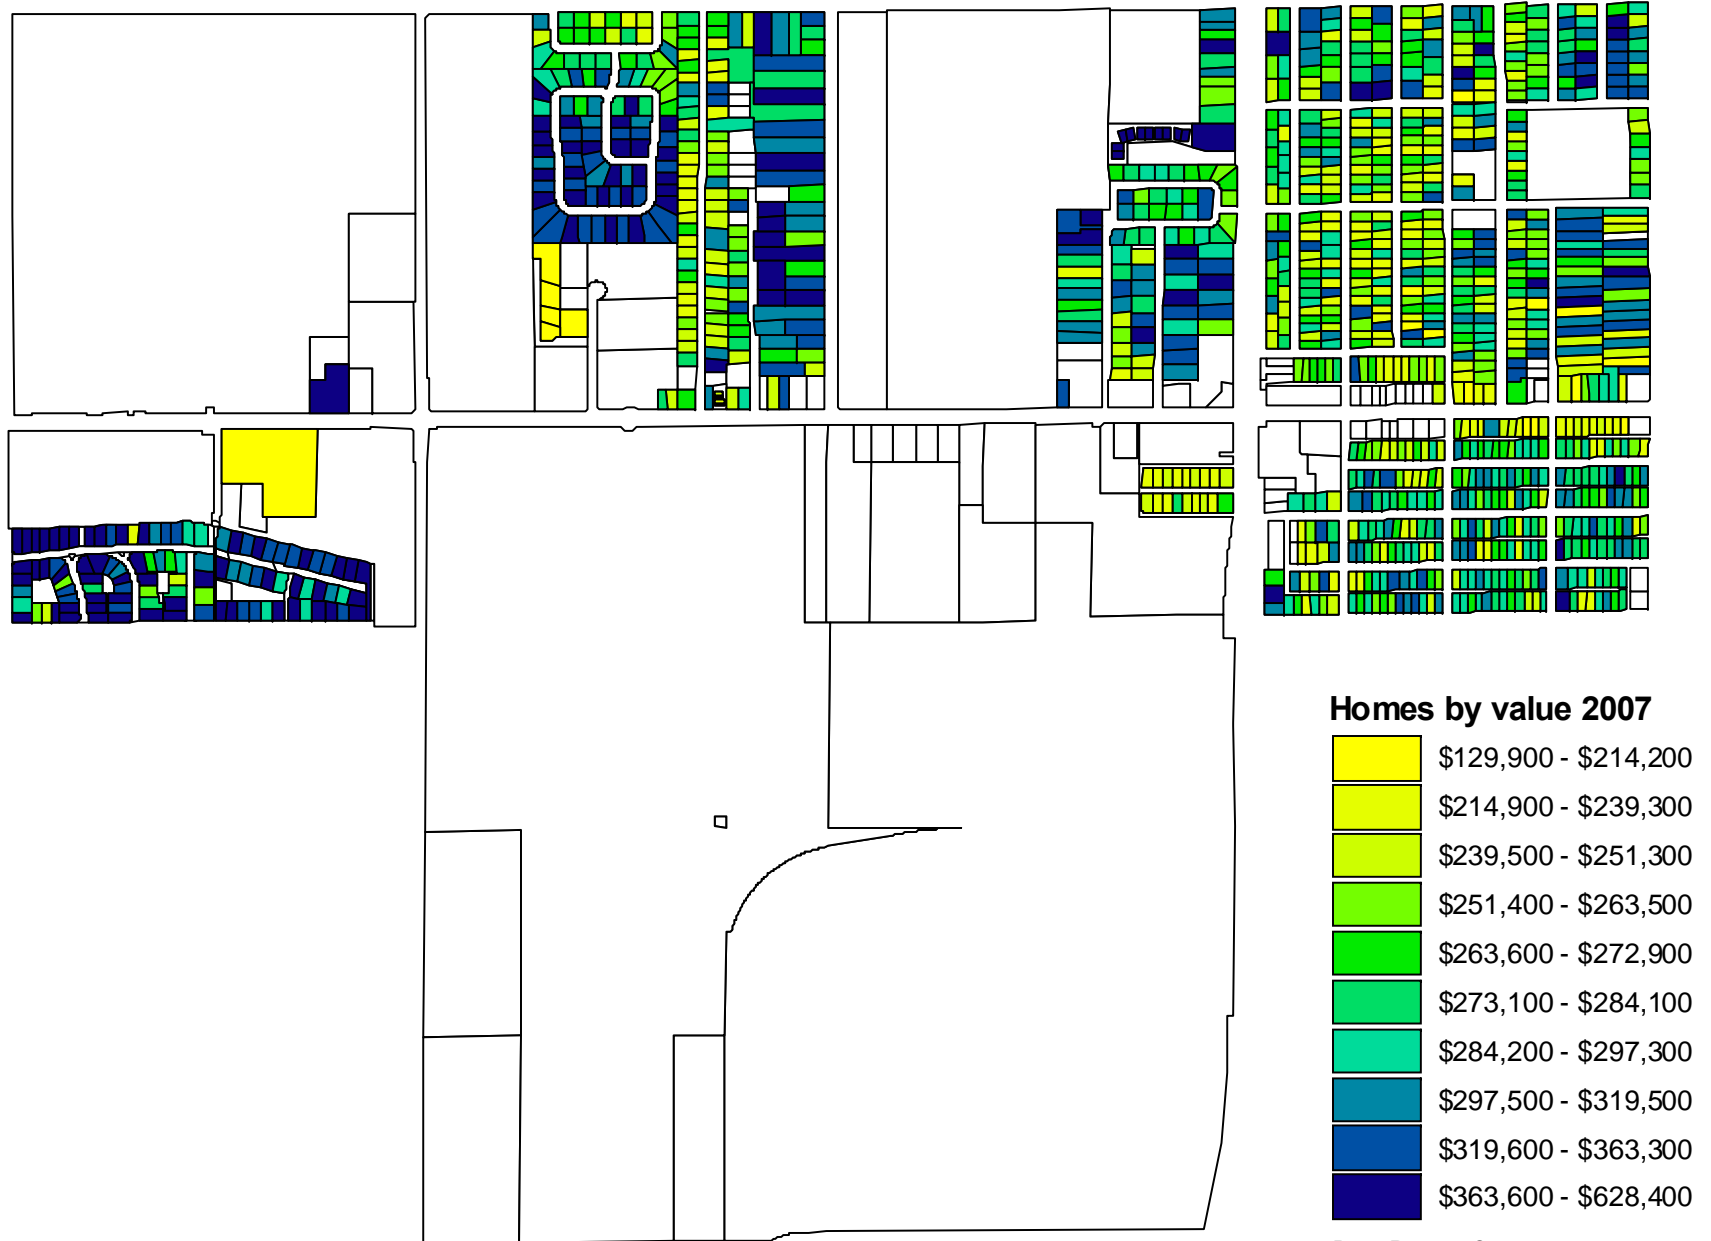 Homes by value 2007
$129,900 - $214,200
$214,900 - $239,300
$239,500 - $251,300
$251,400 - $263,500
$263,600 - $272,900
$273,100 - $284,100
$284,200 - $297,300
$297,500 - $319,500
$319,600 - $363,300
$363,600 - $628,400